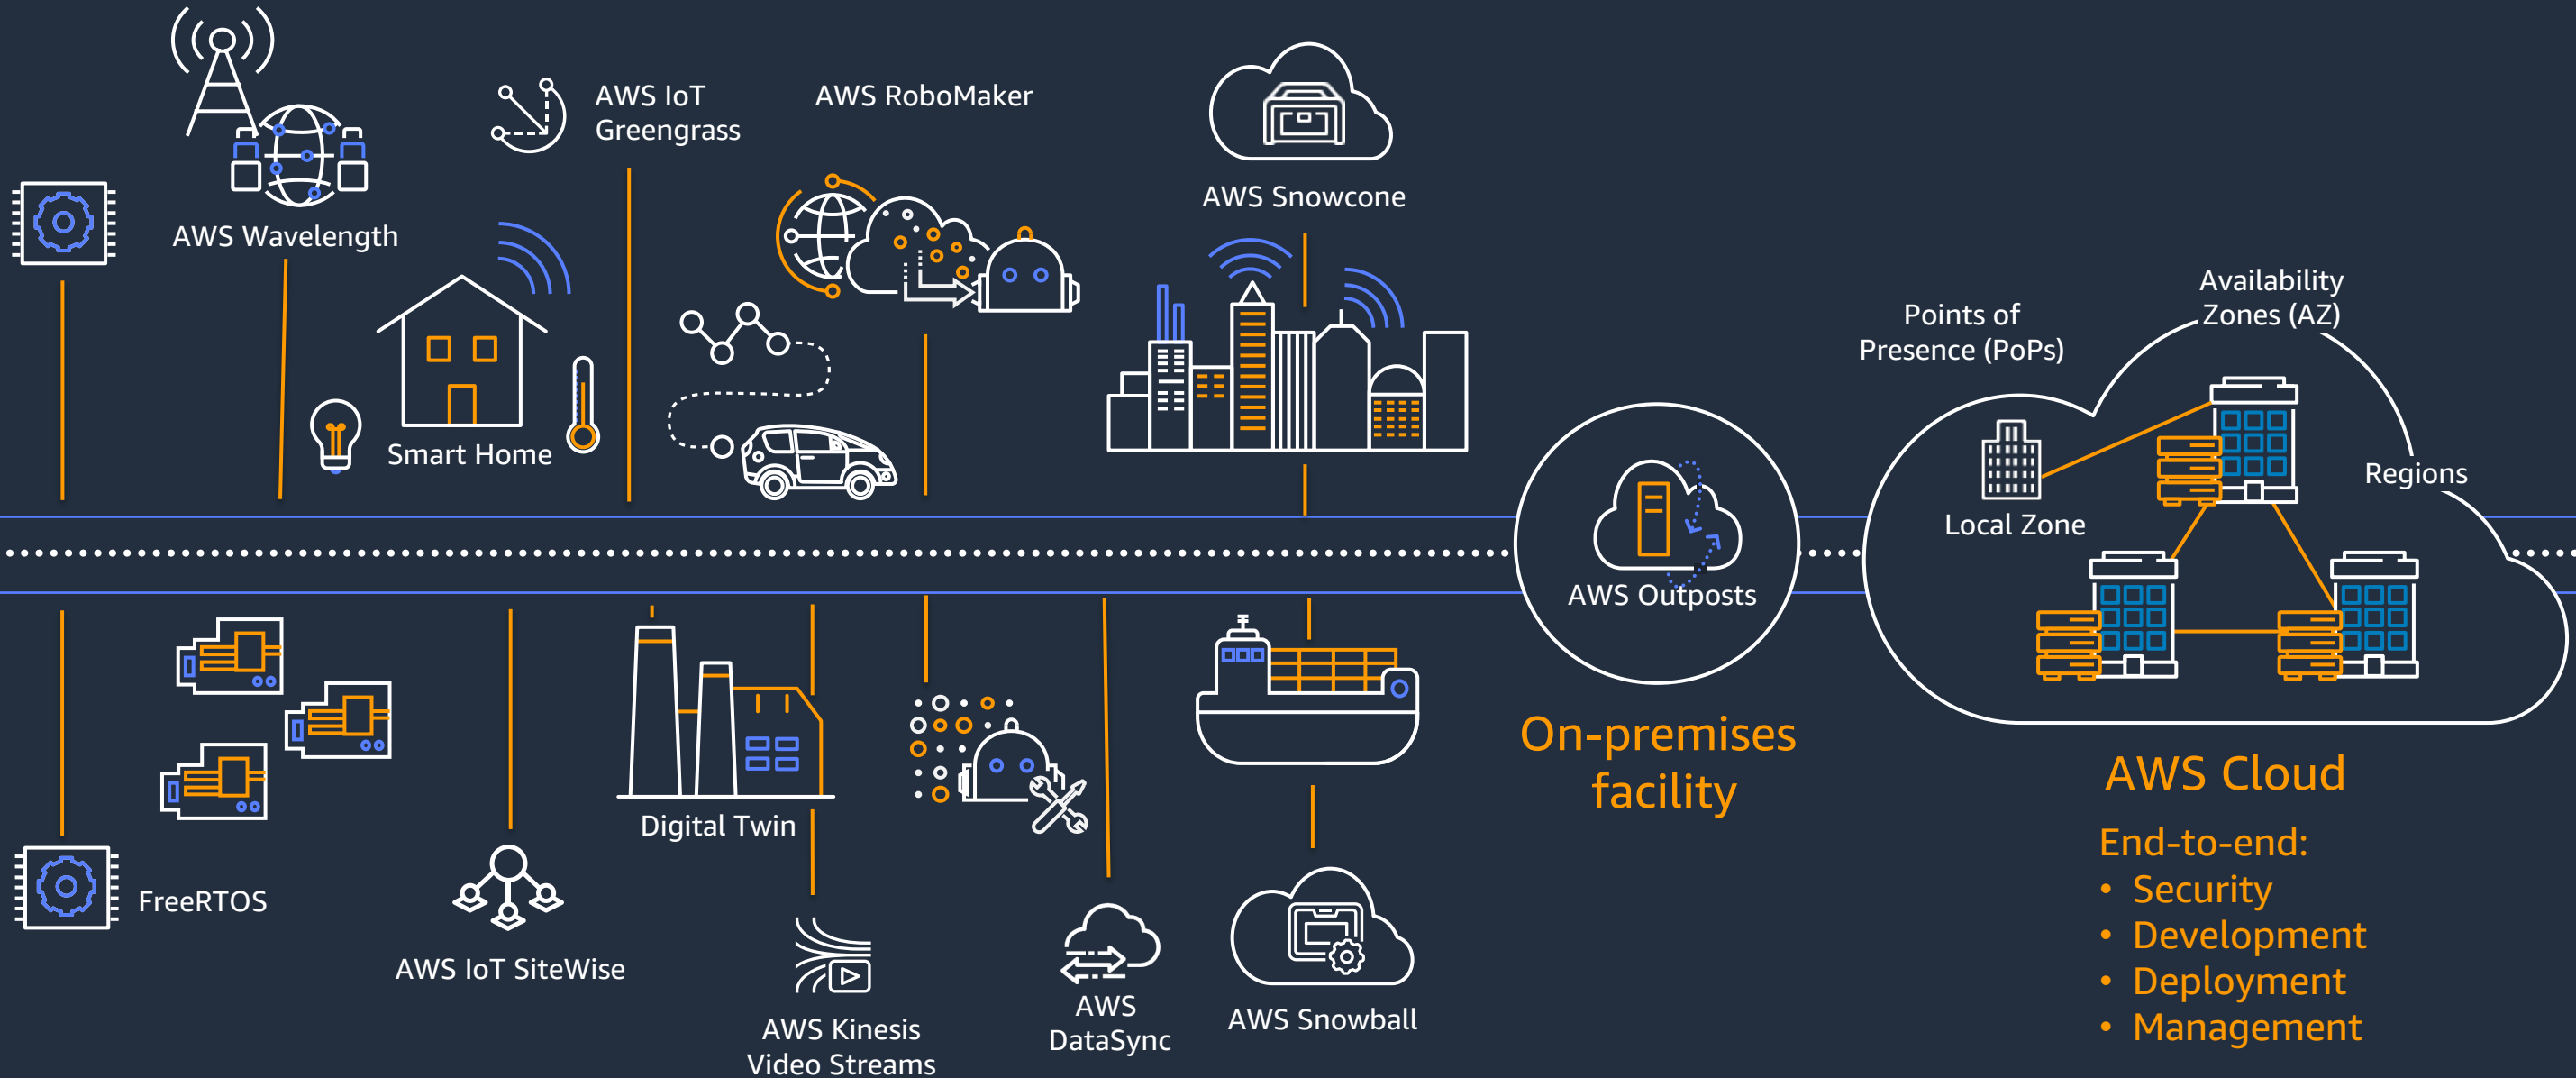 AWS Wavelength
AWS IoT
Greengrass
AWS RoboMaker
AWS Snowcone
Smart Home
Points of
Presence (PoPs)
Availability
Zones (AZ)
Regions
Local Zone
AWS Outposts
On-premises
facility
AWS Cloud
End-to-end:
• Security
• Development
• Deployment
• Management
FreeRTOS
AWS IoT SiteWise
Digital Twin
AWS Kinesis
Video Streams
AWS
DataSync
AWS Snowball